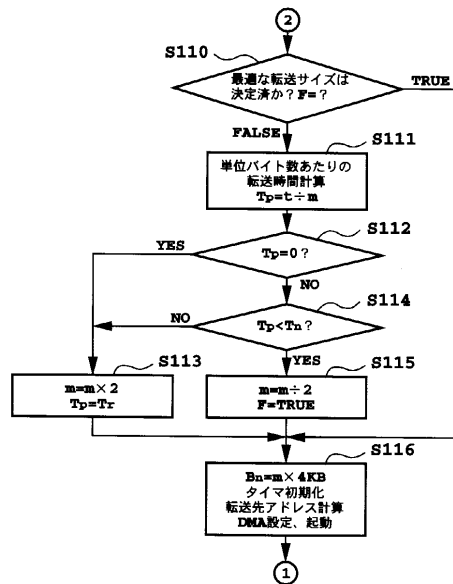 2
S110
最適な転送サイズは
決定済か？F=？
TRUE
FALSE
S111
単位バイト数あたりの
転送時間計算
Tp=t÷m
S112
YES
Tp=0？
NO
S114
NO
Tp<Tn？
YES
S113
m=m×2
Tp=Tr
S115
m=m÷2
F=TRUE
S116
Bn=m×4KB
タイマ初期化
転送先アドレス計算
DMA設定、起動
1